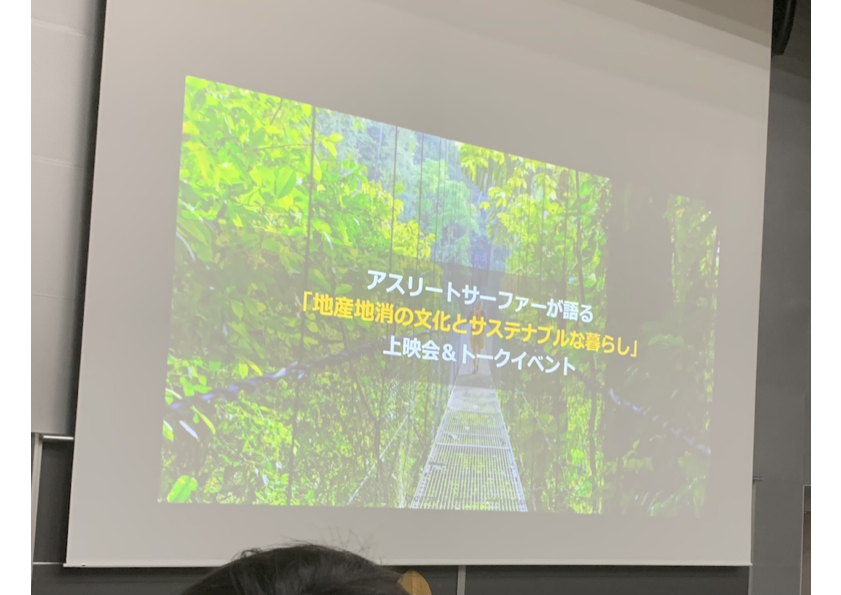 アスリートサーファーが語る
「地産地消の文化とサステナブルな暮らし」
上映会＆トークイベント